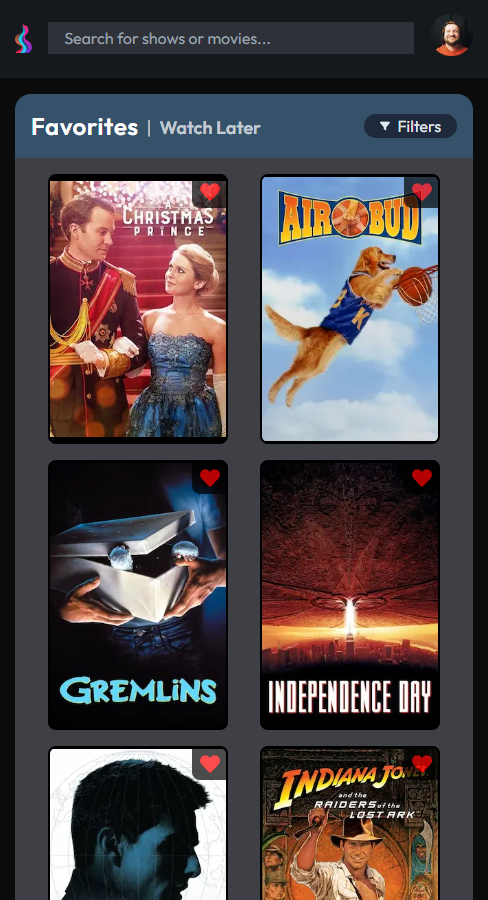 Search for shows or movies...
Favorites | Watch Later
Filters
A
CHRISTMAS
PRINCE
AIR BUD
GREMLINS
INDEPENDENCE DAY
INDIANA JO
and the
RAIDERS of the
LOST ARK